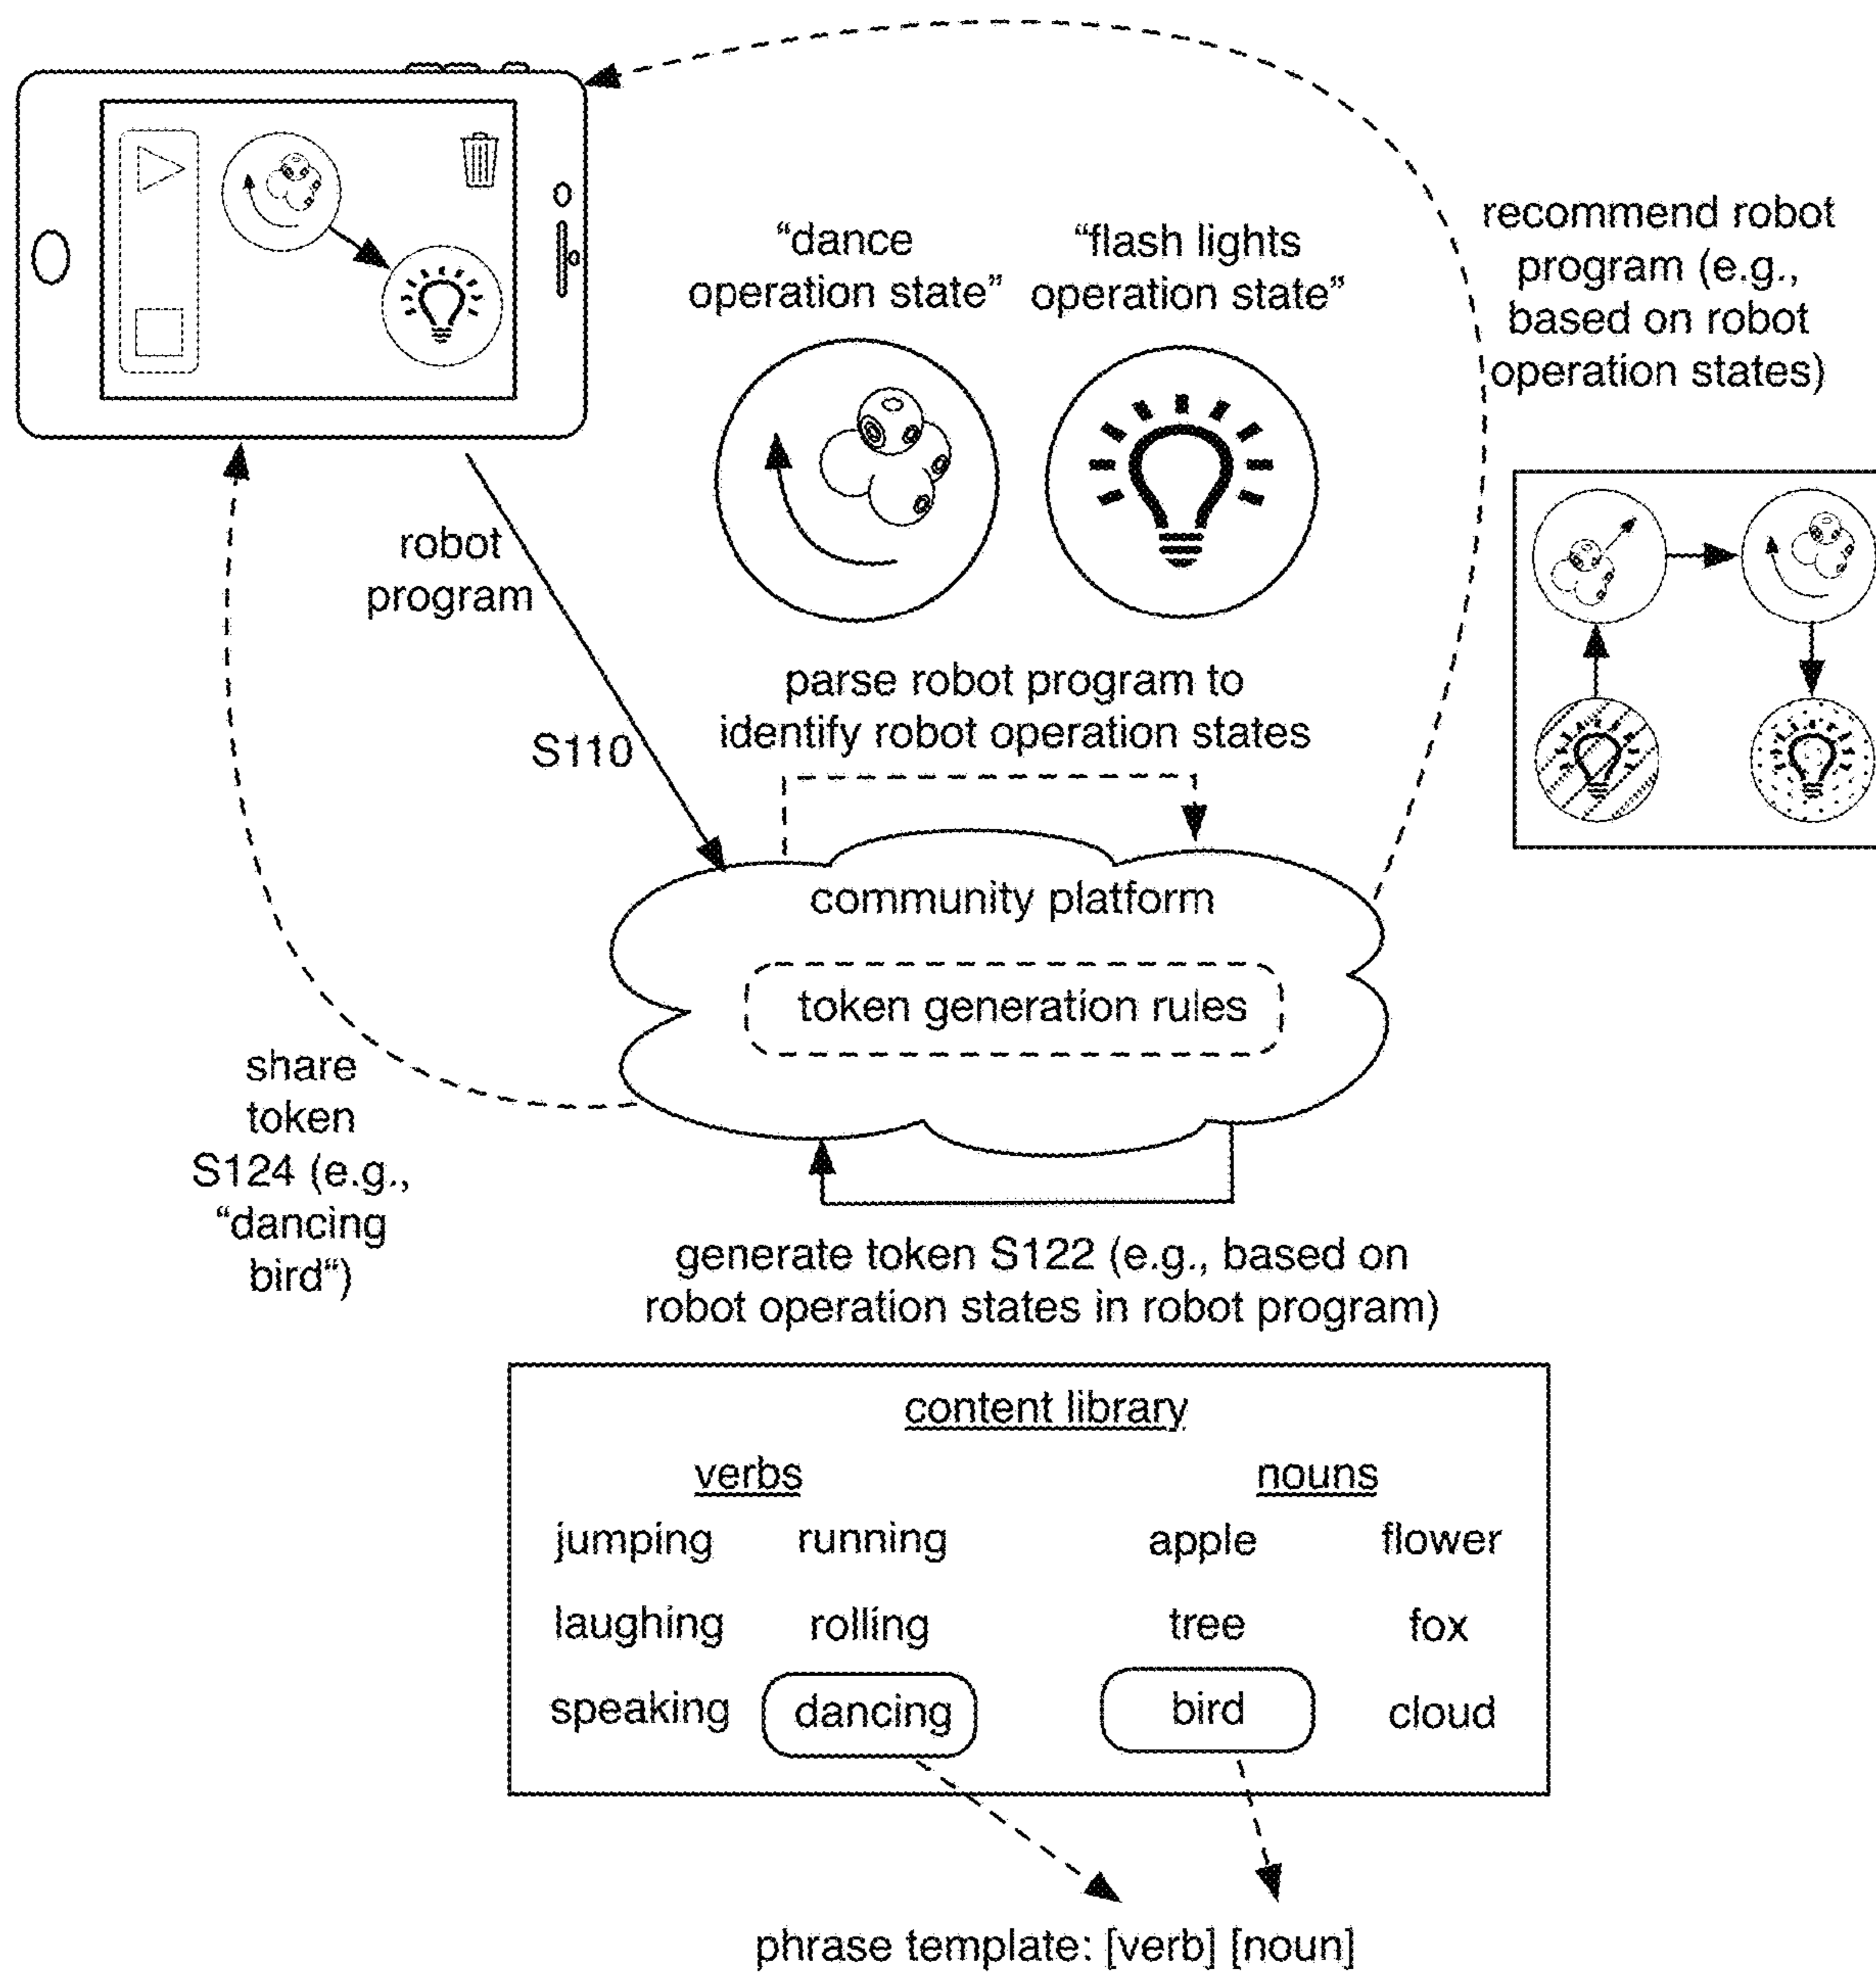 “dance
operation state”
“flash lights
operation state”
recommend robot
program (e.g.,
based on robot
operation states)
robot
program
S110
parse robot program to
identify robot operation states
community platform
token generation rules
share
token
S124 (e.g.,
“dancing
bird“)
generate token S122 (e.g., based on
robot operation states in robot program)
content library
verbs
nouns
jumping running apple flower
laughing rolling tree fox
speaking dancing bird cloud
phrase template: [verb] [noun]